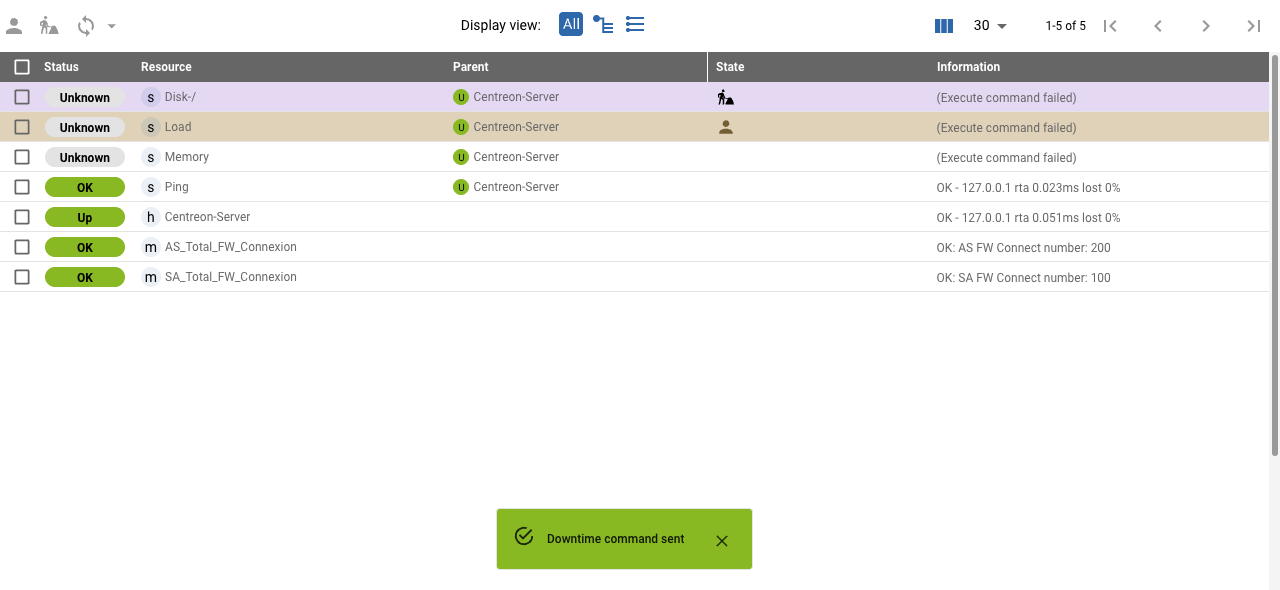 Display view: All 30 1-5 of 5
Status Resource Parent State Information
Unknown s Disk-/ U Centreon-Server (Execute command failed)
Unknown s Load U Centreon-Server (Execute command failed)
Unknown s Memory U Centreon-Server (Execute command failed)
OK s Ping U Centreon-Server OK - 127.0.0.1 rta 0.023ms lost 0%
Up h Centreon-Server OK - 127.0.0.1 rta 0.051ms lost 0%
OK m AS_Total_FW_Connexion OK: AS FW Connect number: 200
OK m SA_Total_FW_Connexion OK: SA FW Connect number: 100
Downtime command sent